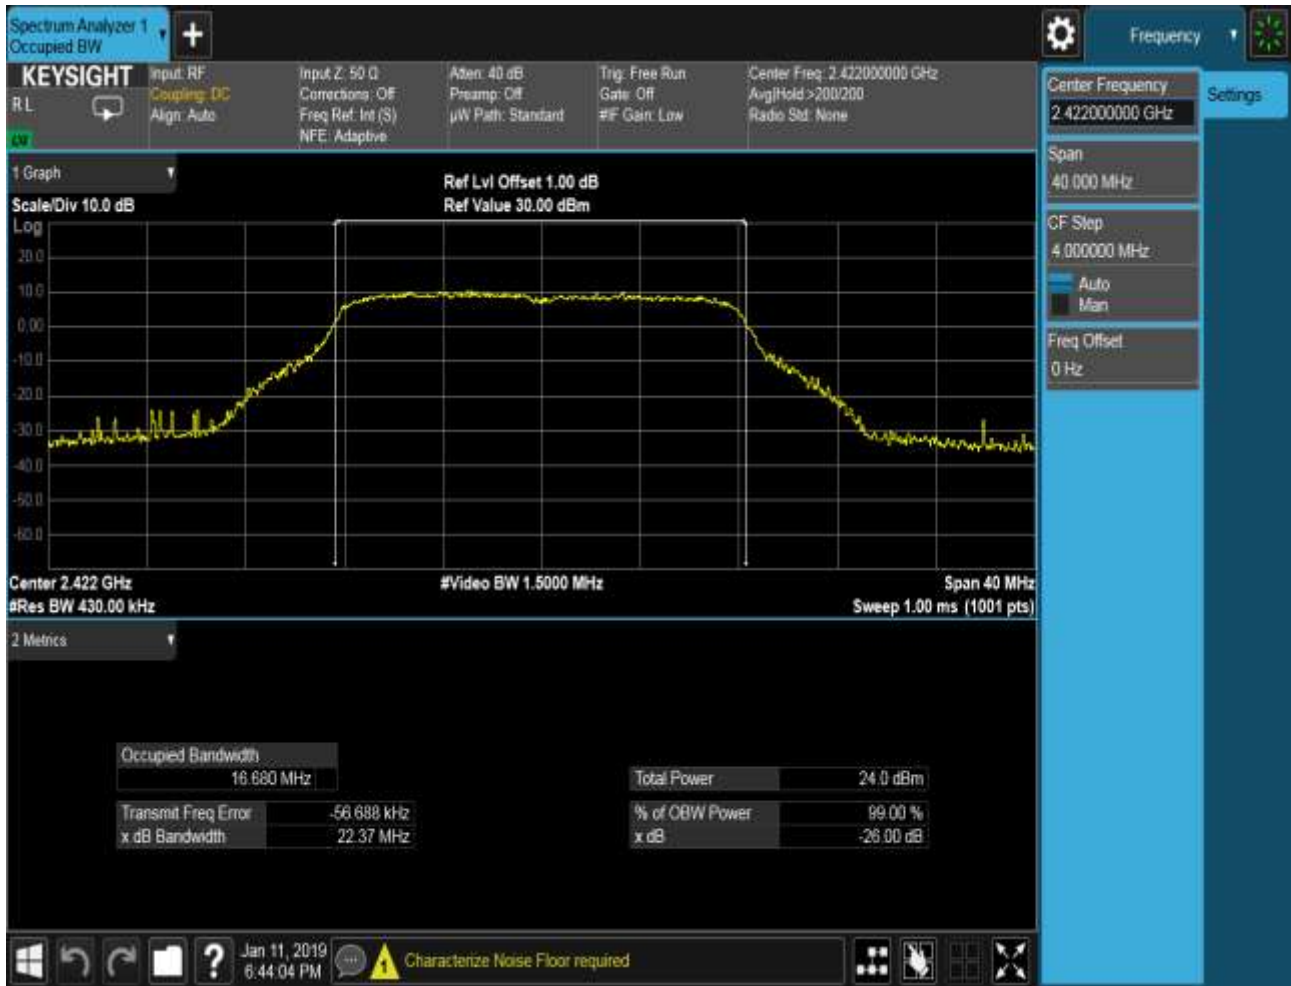 Spectrum Analyzer 1
Occupied BW
Frequency
KEYSIGHT
R L
Input: RF
Coupling: DC
Align: Auto
Input Z: 50 Ω
Corrections: Off
Freq Ref: Int (S)
NFE: Adaptive
Atten: 40 dB
Preamp: Off
µW Path: Standard
Trig: Free Run
Gate: Off
#IF Gain: Low
Center Freq: 2.422000000 GHz
Avg|Hold:>200/200
Radio Std: None
Center Frequency
2.422000000 GHz
Settings
Span
40.000 MHz
CF Step
4.000000 MHz
Auto
Man
Freq Offset
0 Hz
1 Graph
Scale/Div 10.0 dB
Ref Lvl Offset 1.00 dB
Ref Value 30.00 dBm
Log
20.0
10.0
0.00
-10.0
-20.0
-30.0
-40.0
-50.0
-60.0
Center 2.422 GHz
#Video BW 1.5000 MHz
Span 40 MHz
#Res BW 430.00 kHz
Sweep 1.00 ms (1001 pts)
2 Metrics
Occupied Bandwidth
16.680 MHz
Total Power 24.0 dBm
Transmit Freq Error -56.688 kHz
% of OBW Power 99.00 %
x dB Bandwidth 22.37 MHz
x dB -26.00 dB
?
Jan 11, 2019
6:44:04 PM
1
Characterize Noise Floor required